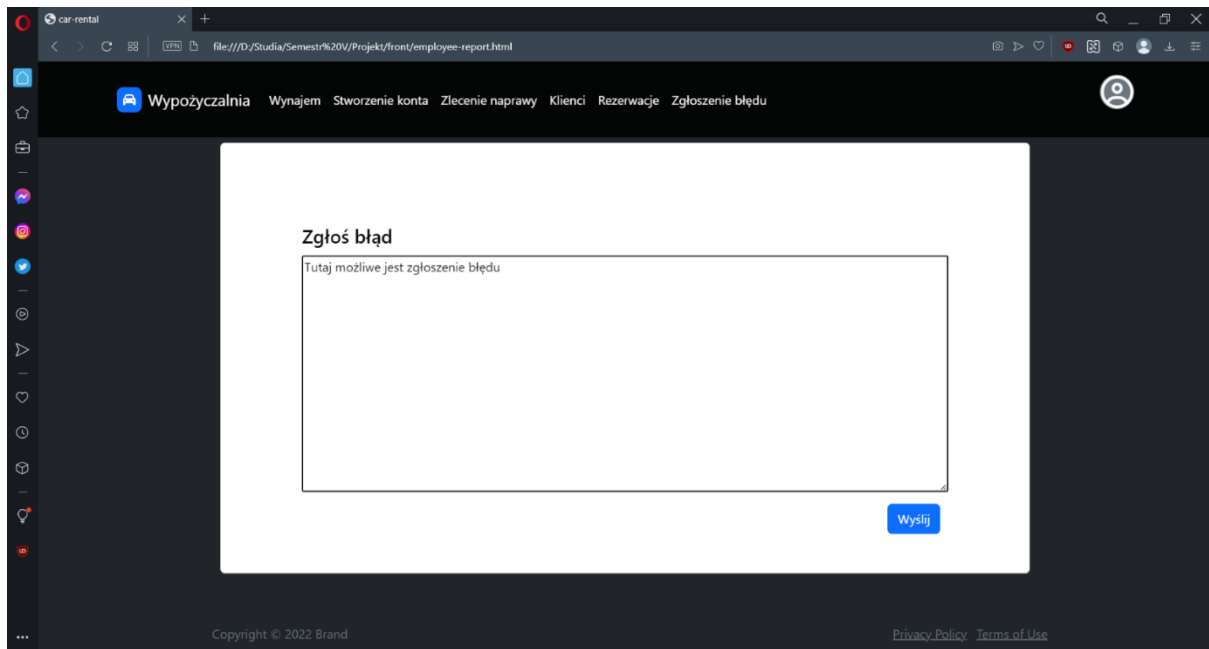 car-rental
VPN file:///D:/Studia/Semestr%20V/Projekt/front/employee-report.html
Wypożyczalnia Wynajem Stworzenie konta Zlecenie naprawy Klienci Rezerwacje Zgłoszenie błędu
Zgłoś błąd
Tutaj możliwe jest zgłoszenie błędu
Wyślij
Copyright © 2022 Brand Privacy Policy Terms of Use